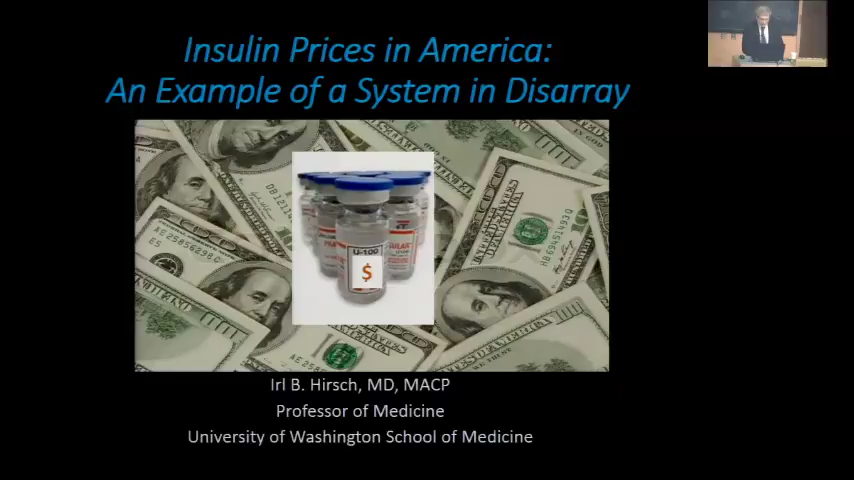 Insulin Prices in America:
An Example of a System in Disarray
U-100
$
Irl B. Hirsch, MD, MACP
Professor of Medicine
University of Washington School of Medicine